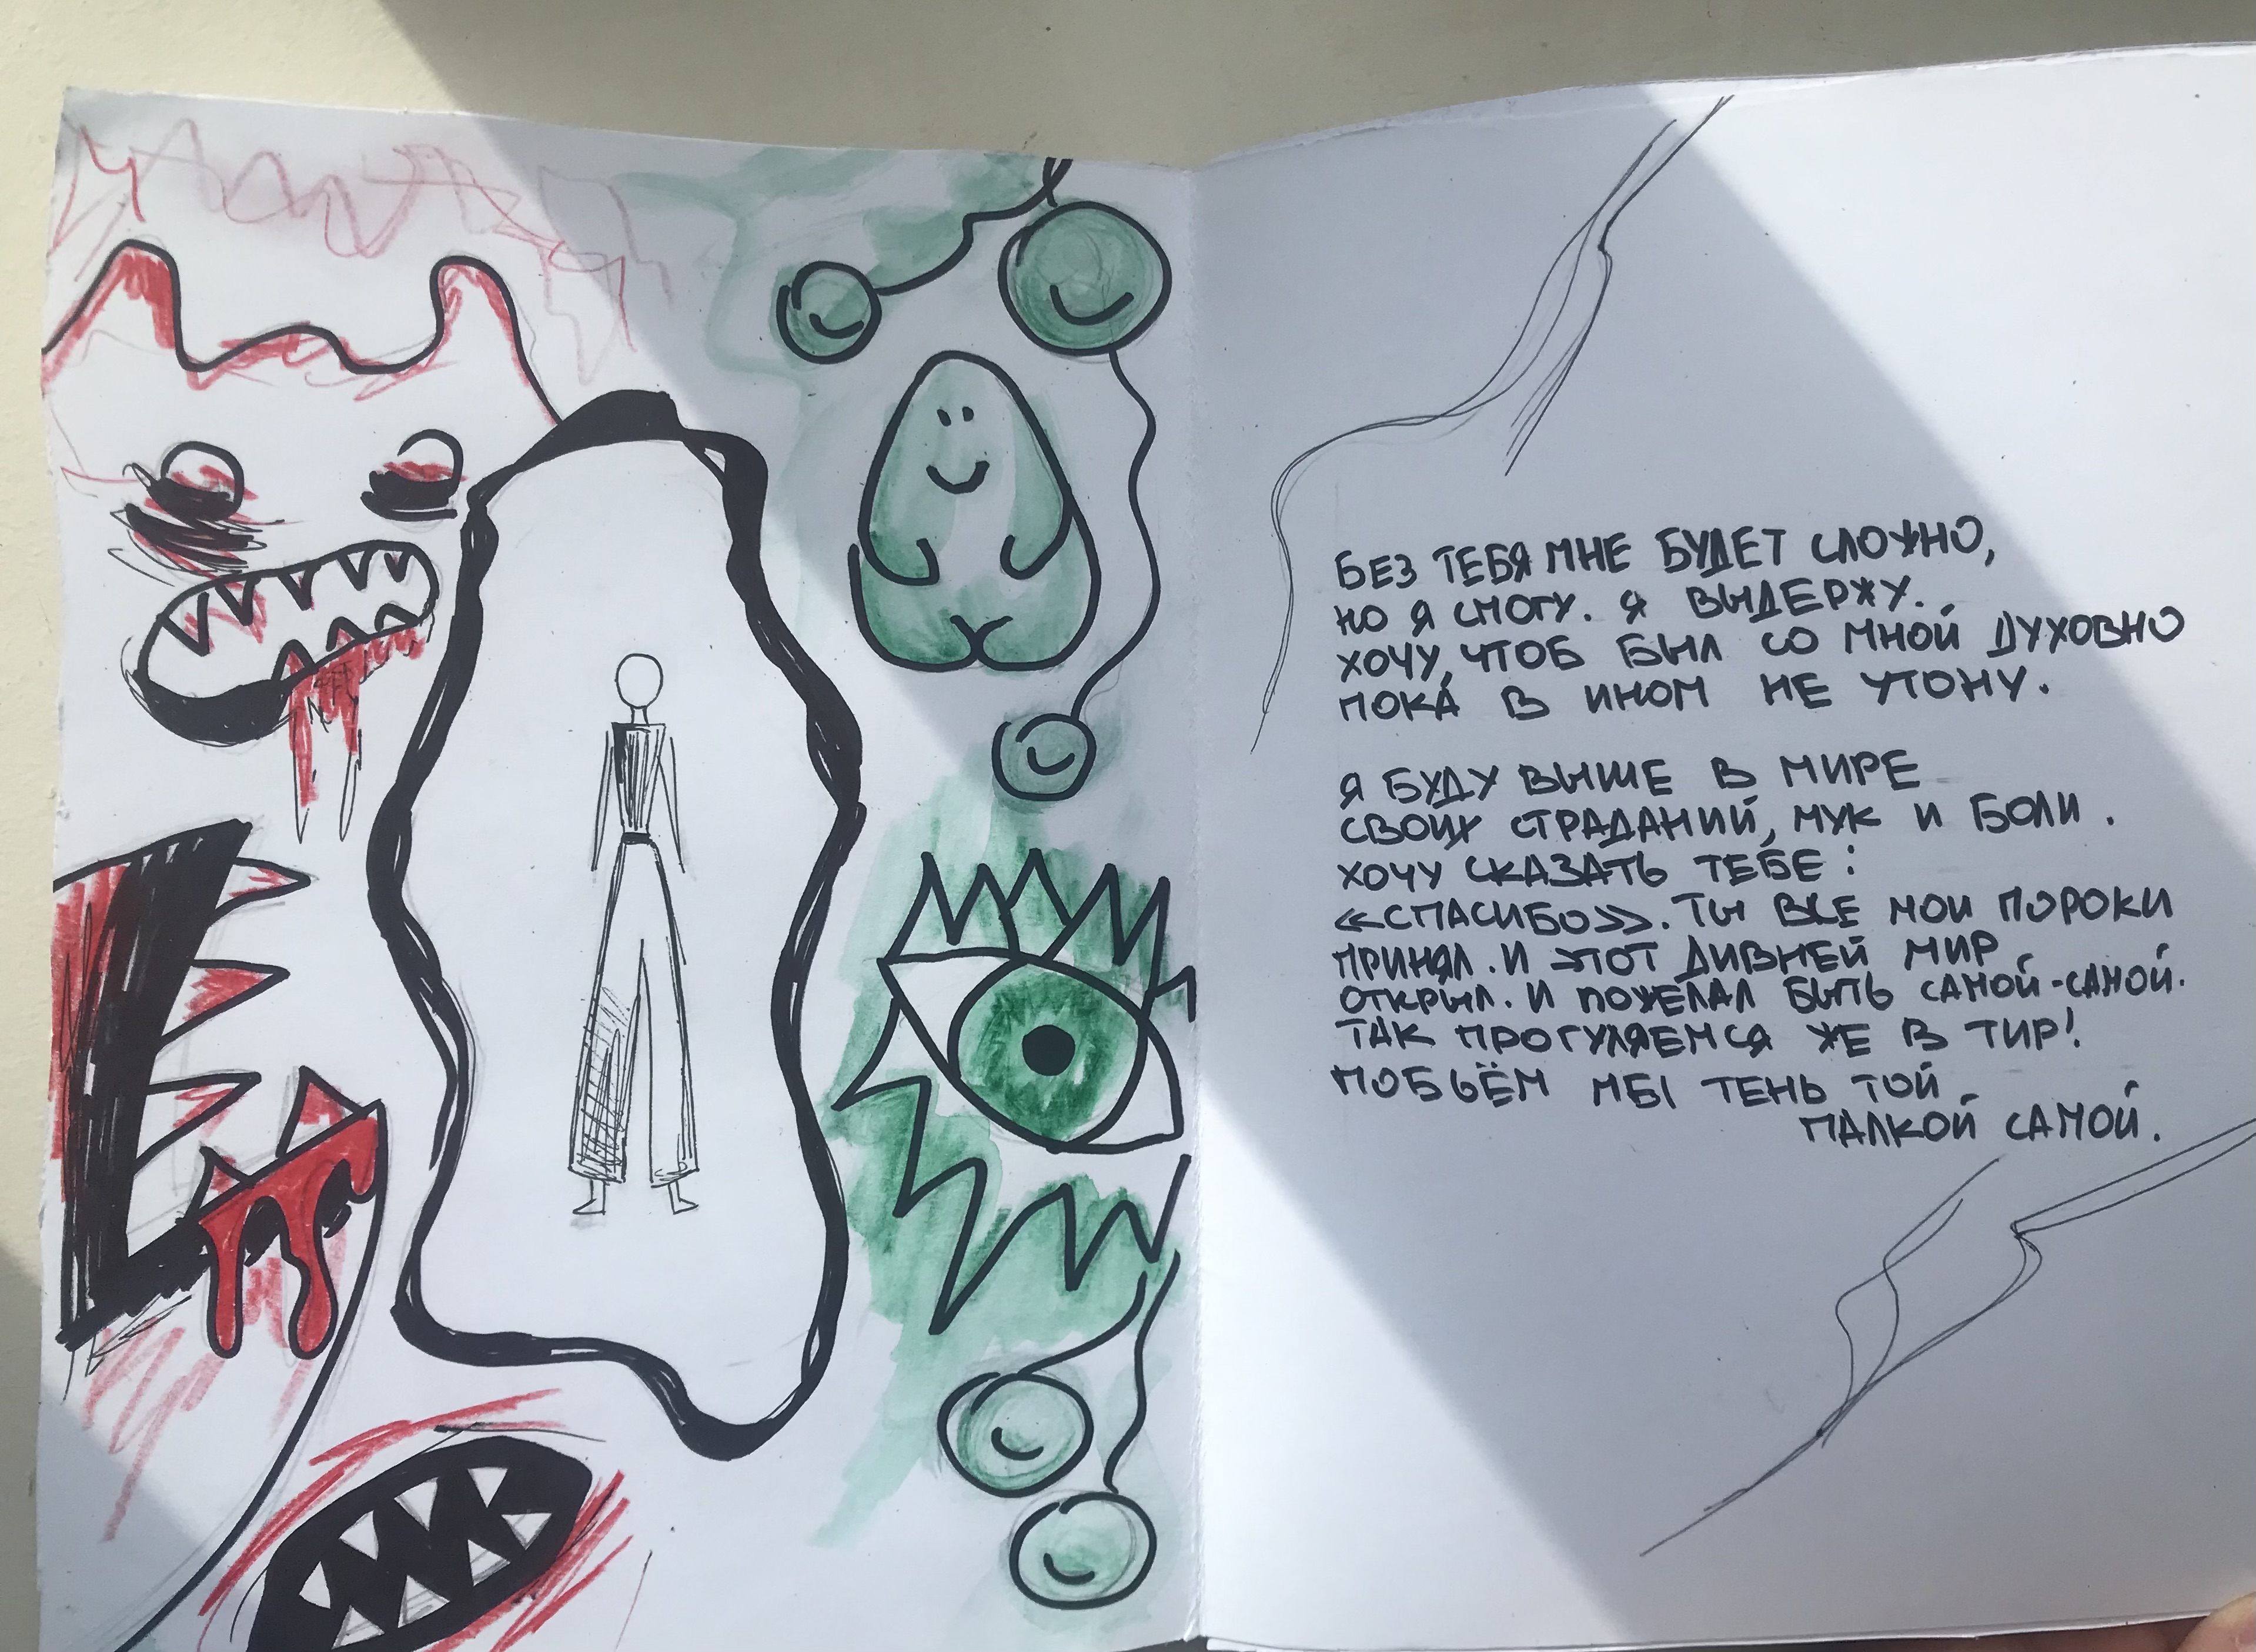 БЕЗ ТЕБЯ МНЕ БУДЕТ СЛОЖНО,
НО Я СМОГУ. Я ВЫДЕРЖУ.
ХОЧУ, ЧТОБ БЫЛ СО МНОЙ ДУХОВНО
ПОКА В ИНОМ НЕ УТОНУ.
Я БУДУ ВЫШЕ В МИРЕ
СВОИХ СТРАДАНИЙ, МУК И БОЛИ.
ХОЧУ СКАЗАТЬ ТЕБЕ:
«СПАСИБО». ТЫ ВСЕ МОИ ПОРОКИ
ПРИНЯЛ. И ЭТОТ ДИВНЕЙ МИР
ОТКРЫЛ. И ПОЖЕЛАЛ БЫТЬ САМОЙ-САМОЙ.
ТАК ПРОГУЛЯЕМСЯ ЖЕ В ТИР!
ПОБЬЁМ МЫ ТЕНЬ ТОЙ
ПАЛКОЙ САМОЙ.